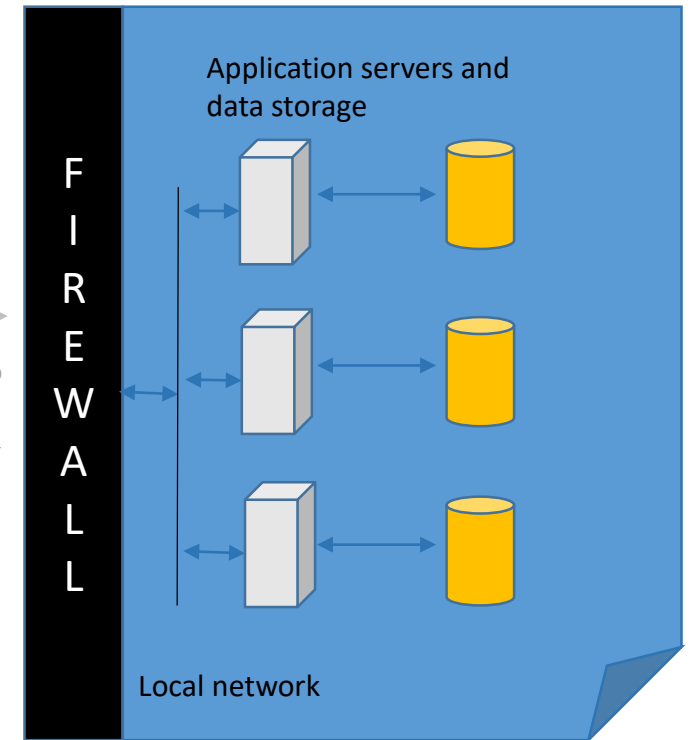 Application servers and
data storage
F
I
R
E
W
A
L
L
Local network